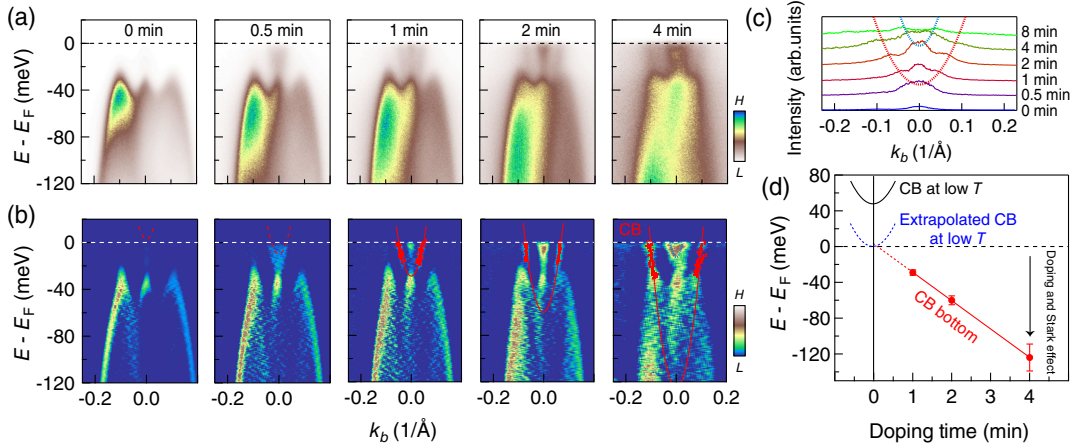 (a)
0 min
0.5 min
1 min
2 min
4 min
0
-40
-80
-120
E - E_F (meV)
H
L
(b)
CB
0
-40
-80
-120
E - E_F (meV)
H
L
-0.2 0.0
-0.2 0.0
-0.2 0.0
-0.2 0.0
-0.2 0.0 0.2
k_b (1/Å)
(c)
Intensity (arb.units)
8 min
4 min
2 min
1 min
0.5 min
0 min
-0.2 -0.1 0.0 0.1 0.2
k_b (1/Å)
(d)
80
40
0
-40
-80
-120
E - E_F (meV)
CB at low T
Extrapolated CB
at low T
CB bottom
Doping and Stark effect
0 1 2 3 4
Doping time (min)